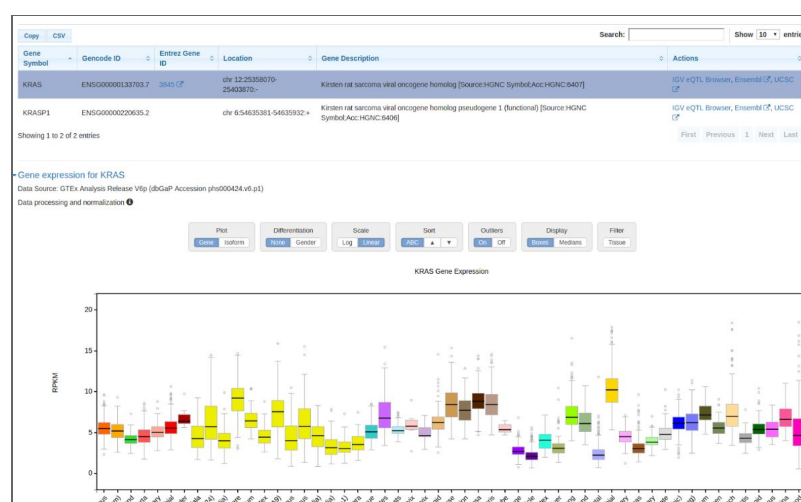 Copy CSV
Search: Show 10 entrie
Gene Symbol Gencode ID Entrez Gene ID Location Gene Description Actions
KRAS ENSG00000133703.7 3845 chr 12:25358070-25403870:- Kirsten rat sarcoma viral oncogene homolog [Source:HGNC Symbol;Acc:HGNC:6407] IGV eQTL Browser, Ensembl, UCSC
KRASP1 ENSG00000220635.2 chr 6:54635381-54635932:+ Kirsten rat sarcoma viral oncogene homolog pseudogene 1 (functional) [Source:HGNC Symbol;Acc:HGNC:6406] IGV eQTL Browser, Ensembl, UCSC
Showing 1 to 2 of 2 entries
First Previous 1 Next Last
Gene expression for KRAS
Data Source: GTEx Analysis Release V6p (dbGaP Accession phs000424.v6.p1)
Data processing and normalization
Plot Differentiation Scale Sort Outliers Display Filter
Gene Isoform None Gender Log Linear ABC ▲ ▼ On Off Boxes Medians Tissue
KRAS Gene Expression
RPKM
20
15
10
5
0